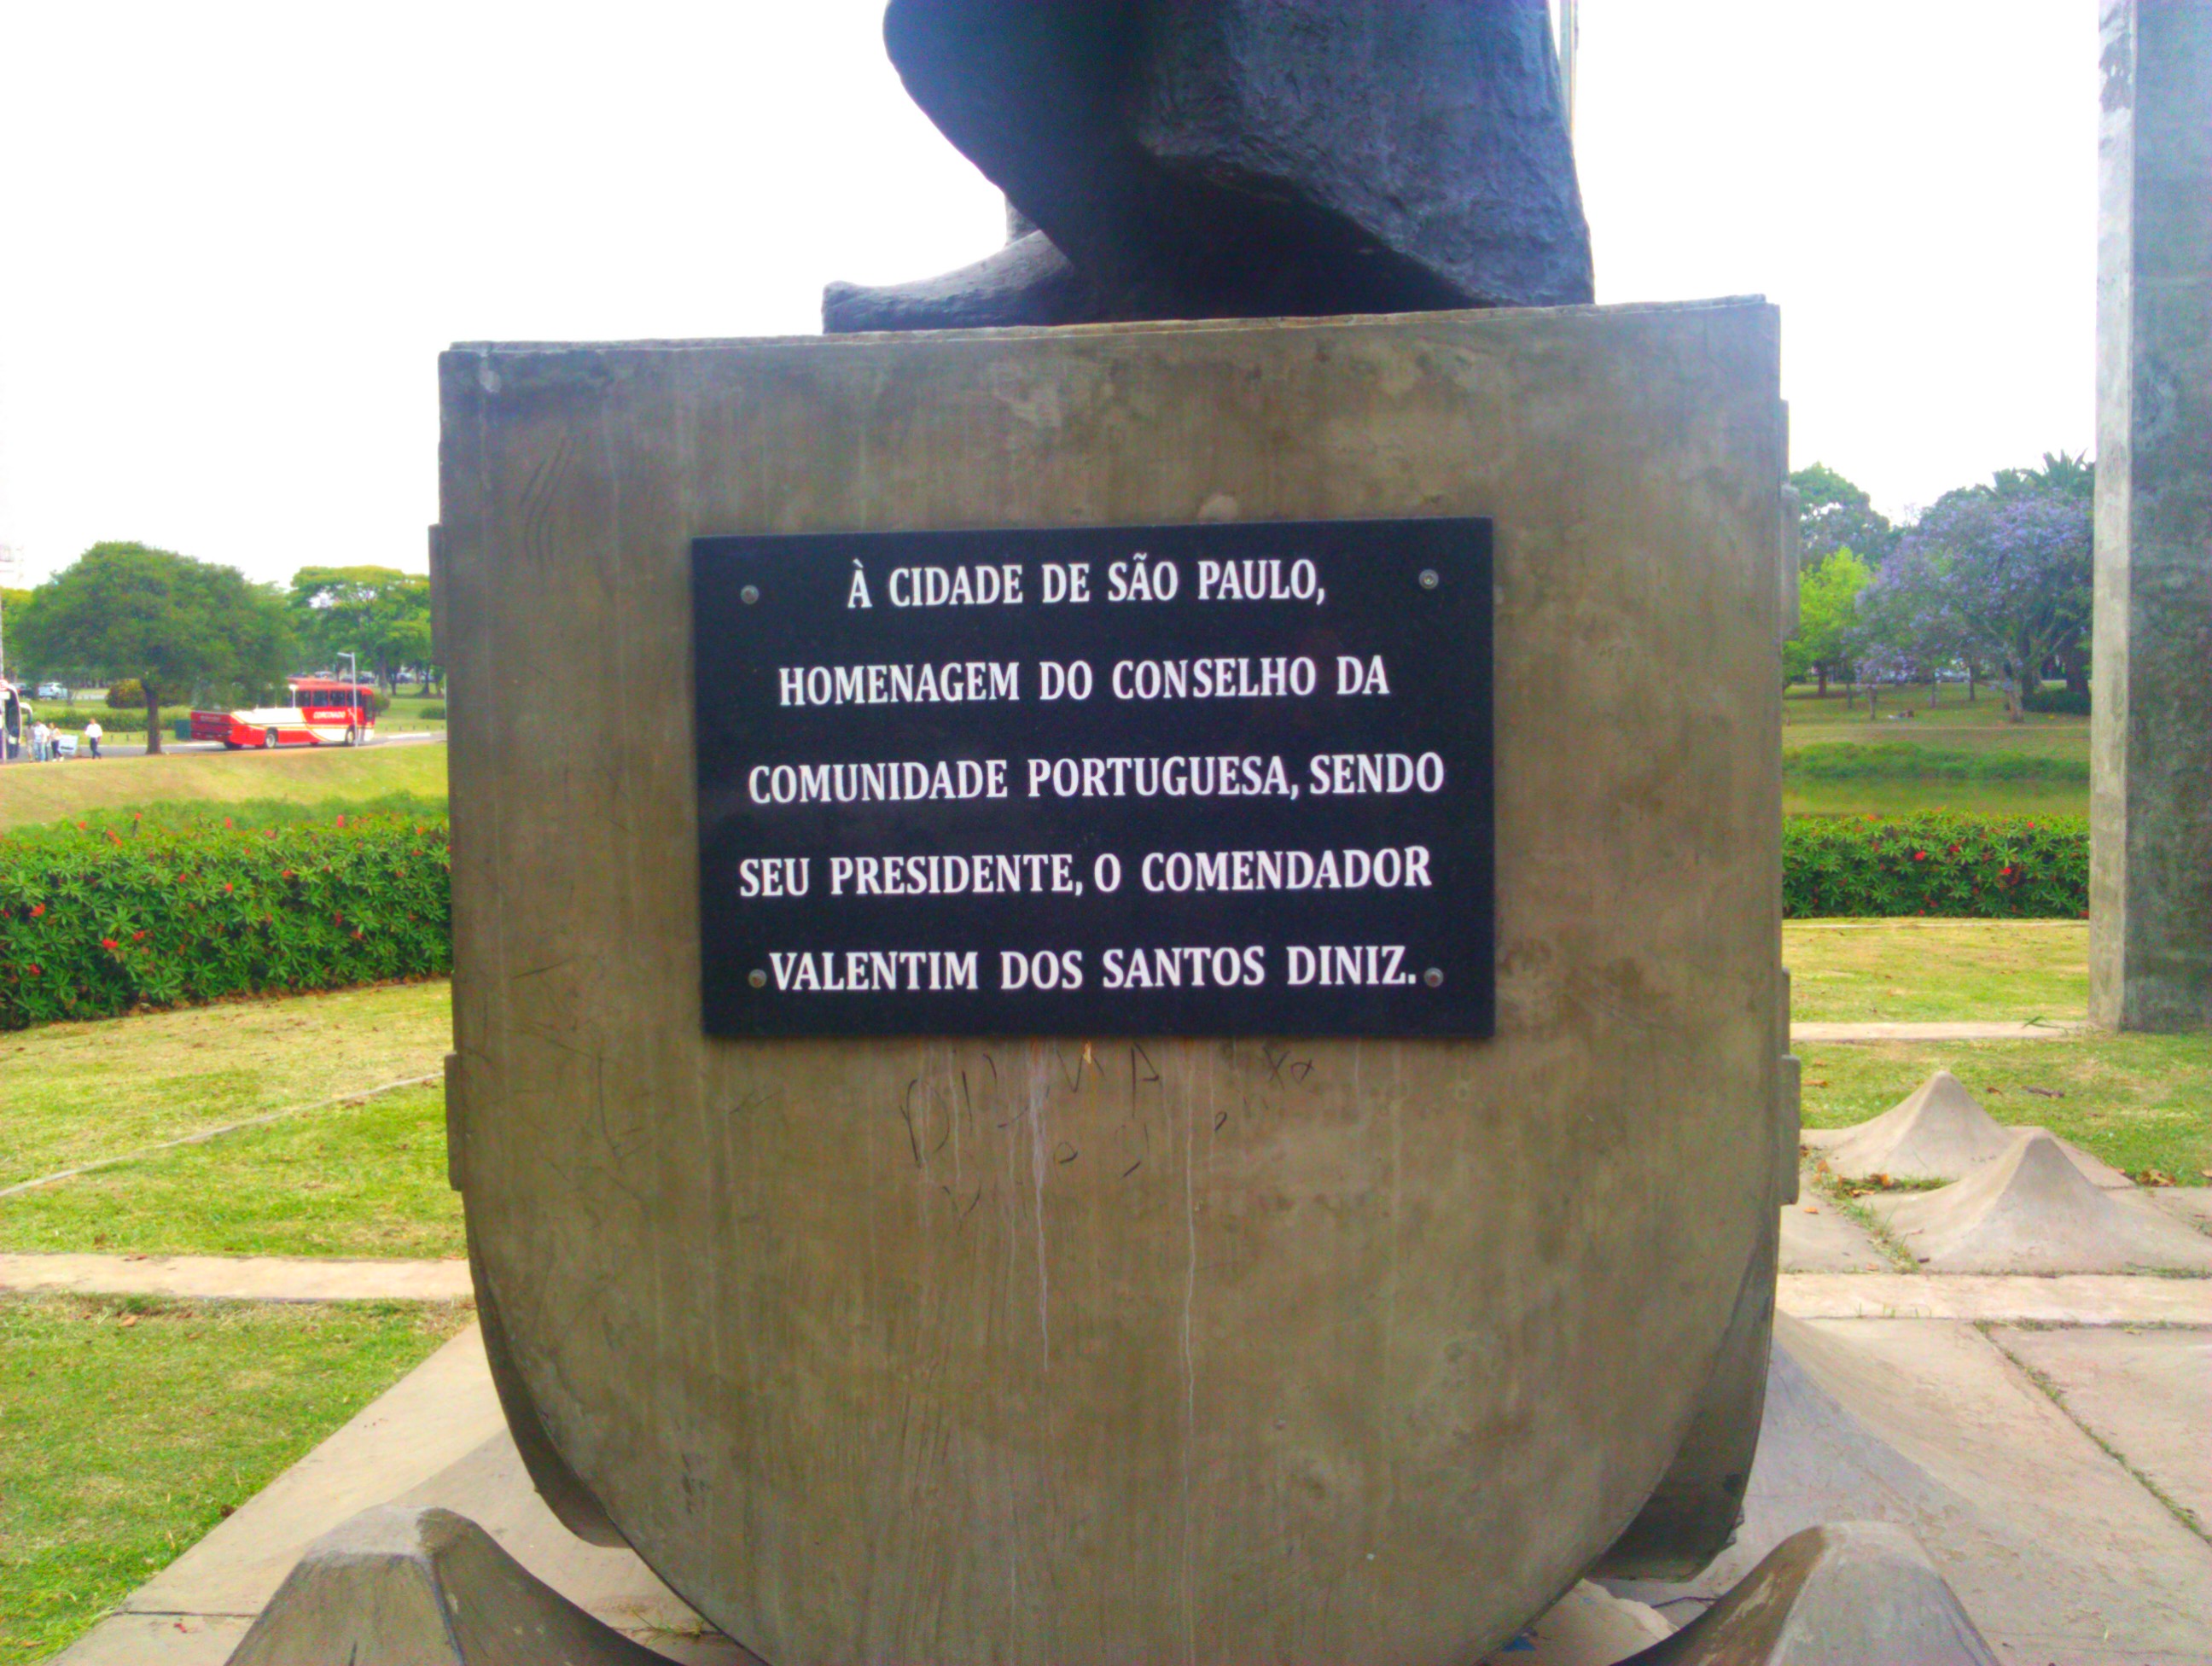 À CIDADE DE SÃO PAULO,
HOMENAGEM DO CONSELHO DA
COMUNIDADE PORTUGUESA, SENDO
SEU PRESIDENTE, O COMENDADOR
VALENTIM DOS SANTOS DINIZ.